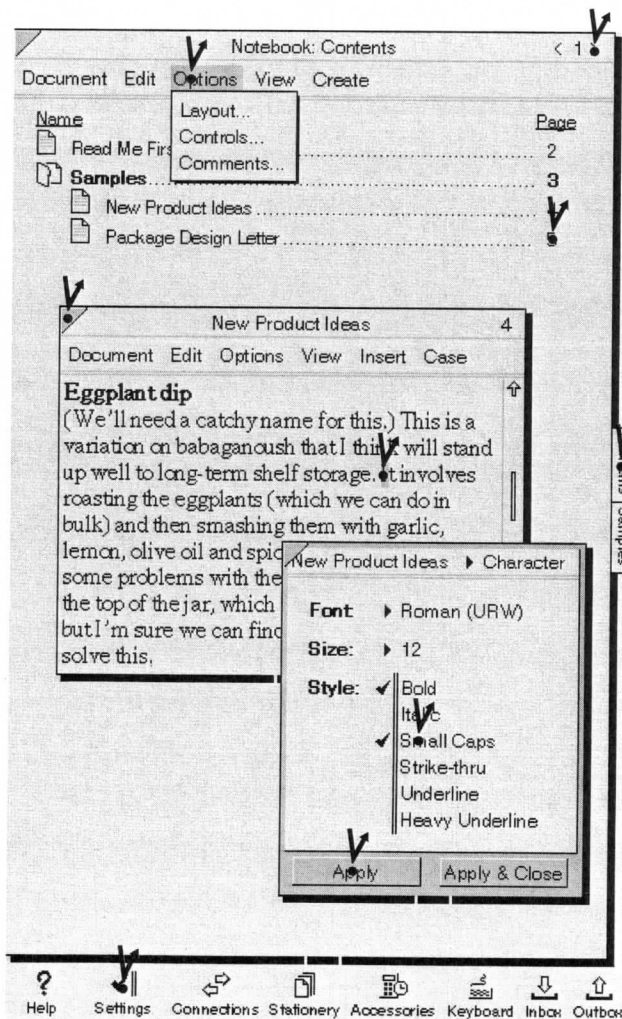 Notebook: Contents < 1
Document Edit Options View Create
Layout...
Controls...
Comments...
Name Page
Read Me Firs 2
Samples 3
New Product Ideas
Package Design Letter 5
New Product Ideas 4
Document Edit Options View Insert Case
Eggplant dip
(We'll need a catchy name for this.) This is a
variation on babaganoush that I think will stand
up well to long-term shelf storage. It involves
roasting the eggplants (which we can do in
bulk) and then smashing them with garlic,
lemon, olive oil and spic
some problems with the
the top of the jar, which
but I'm sure we can find
solve this.
New Product Ideas Character
Font: Roman (URW)
Size: 12
Style: Bold
Italic
Small Caps
Strike-thru
Underline
Heavy Underline
Apply Apply & Close
Samples
Help Settings Connections Stationery Accessories Keyboard Inbox Outbox